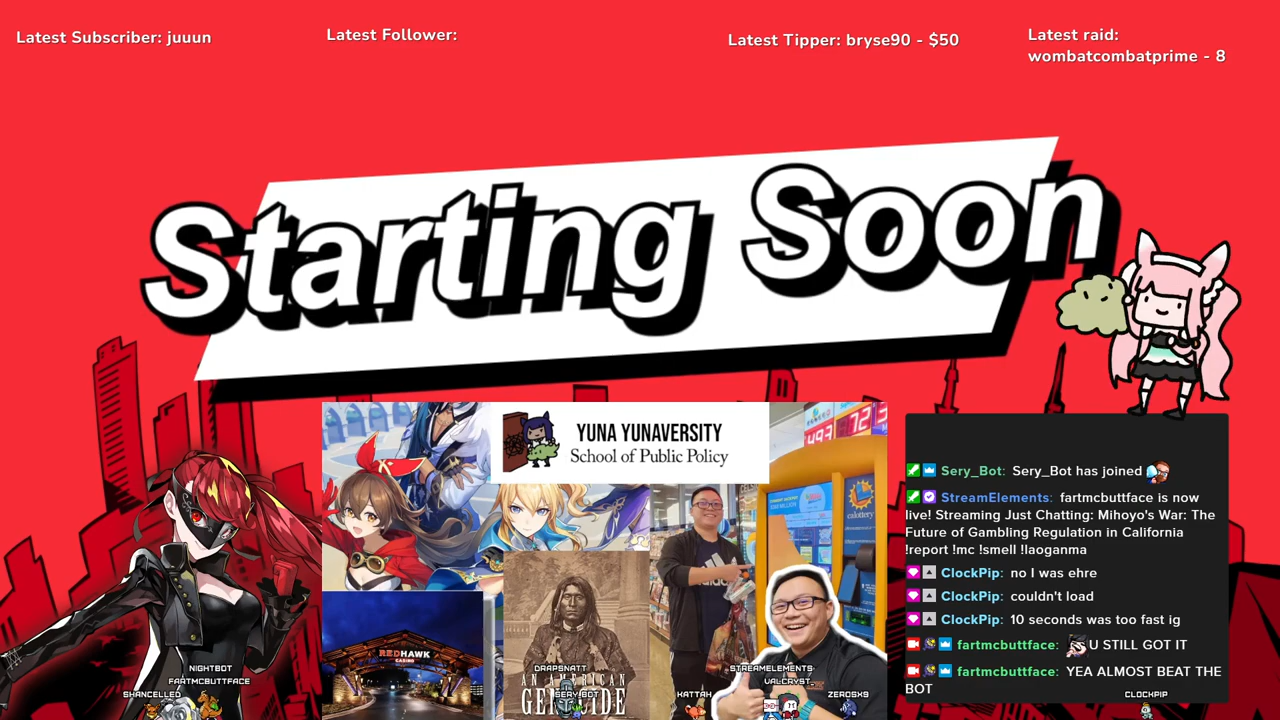 Latest Subscriber: juuun
Latest Follower:
Latest Tipper: bryse90 - $50
Latest raid:
wombatcombatprime - 8
Starting Soon
YUNA YUNAVERSITY
School of Public Policy
calottery
adidas
REDHAWK
CASINO
AN AMERICAN
GENOCIDE
NIGHTBOT
FARTMCBUTTFACE
SHANCELLED
DRAPSNATT
SERY_BOT
KATTAH
STREAMELEMENTS
VALCRYST_
ZEROSK9
CLOCKPIP
Sery_Bot: Sery_Bot has joined
StreamElements: fartmcbuttface is now
live! Streaming Just Chatting: Mihoyo's War: The
Future of Gambling Regulation in California
!report !mc !smell !laoganma
ClockPip: no I was ehre
ClockPip: couldn't load
ClockPip: 10 seconds was too fast ig
fartmcbuttface: U STILL GOT IT
fartmcbuttface: YEA ALMOST BEAT THE
BOT